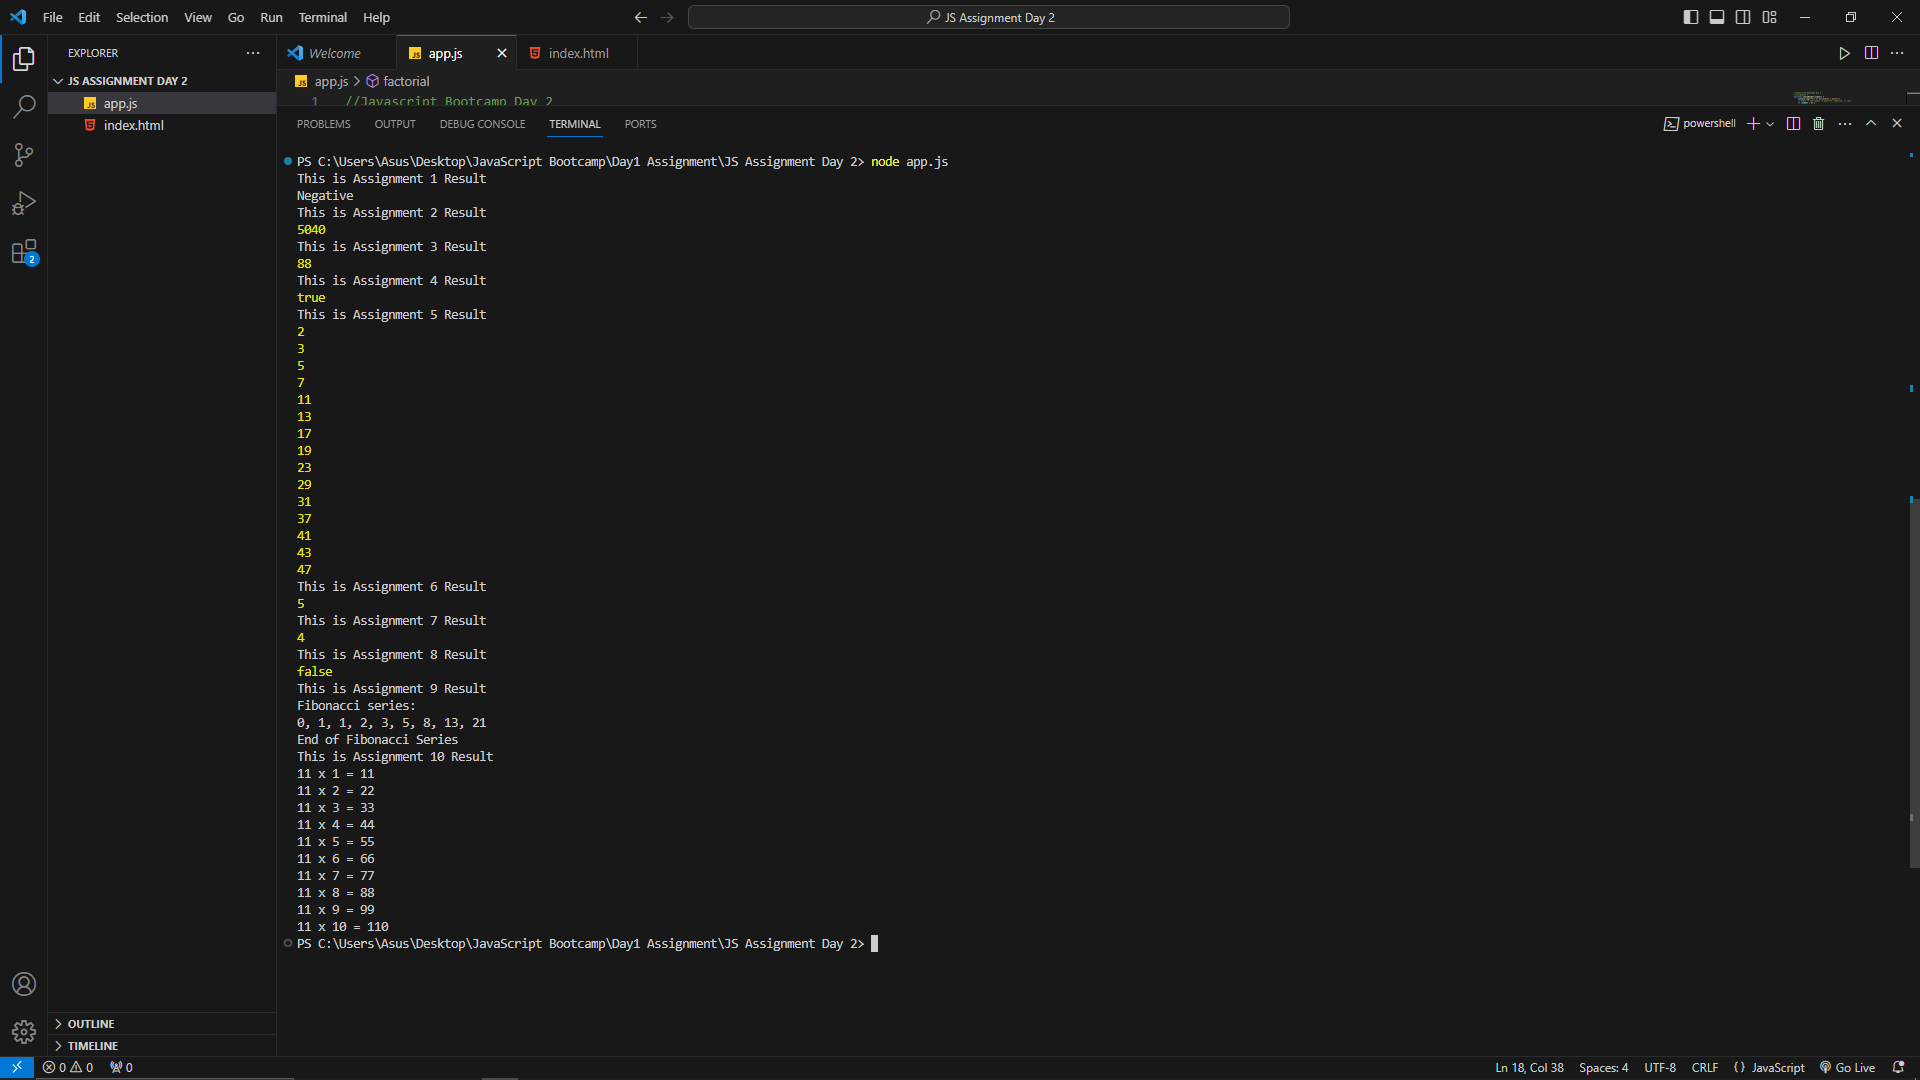 File Edit Selection View Go Run Terminal Help
JS Assignment Day 2
EXPLORER
JS ASSIGNMENT DAY 2
app.js
index.html
Welcome
app.js
index.html
app.js > factorial
1 //Javascript Bootcamp Day 2
PROBLEMS OUTPUT DEBUG CONSOLE TERMINAL PORTS
powershell
PS C:\Users\Asus\Desktop\JavaScript Bootcamp\Day1 Assignment\JS Assignment Day 2> node app.js
This is Assignment 1 Result
Negative
This is Assignment 2 Result
5040
This is Assignment 3 Result
88
This is Assignment 4 Result
true
This is Assignment 5 Result
2
3
5
7
11
13
17
19
23
29
31
37
41
43
47
This is Assignment 6 Result
5
This is Assignment 7 Result
4
This is Assignment 8 Result
false
This is Assignment 9 Result
Fibonacci series:
0, 1, 1, 2, 3, 5, 8, 13, 21
End of Fibonacci Series
This is Assignment 10 Result
11 x 1 = 11
11 x 2 = 22
11 x 3 = 33
11 x 4 = 44
11 x 5 = 55
11 x 6 = 66
11 x 7 = 77
11 x 8 = 88
11 x 9 = 99
11 x 10 = 110
PS C:\Users\Asus\Desktop\JavaScript Bootcamp\Day1 Assignment\JS Assignment Day 2>
2
OUTLINE
TIMELINE
0 0 0
Ln 18, Col 38 Spaces: 4 UTF-8 CRLF {} JavaScript Go Live